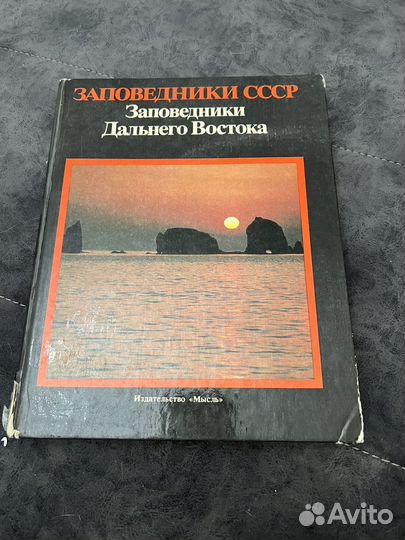 ЗАПОВЕДНИКИ СССР
Заповедники
Дальнего Востока
Издательство «Мысль»
Avito